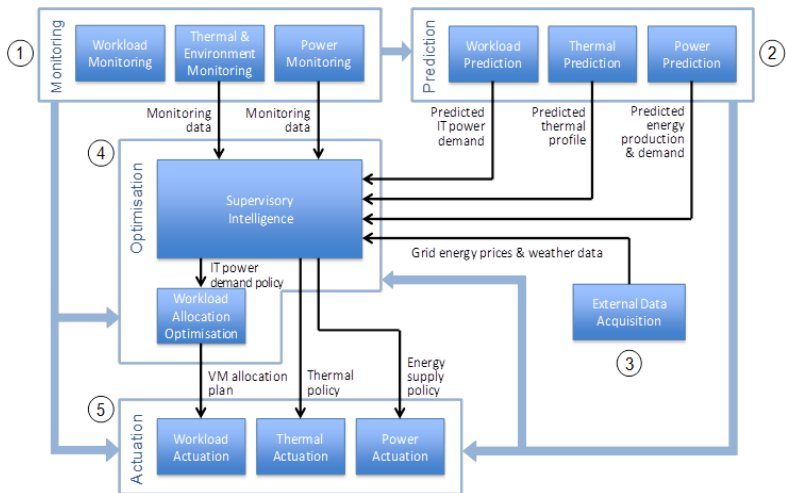 1
Monitoring
Workload
Monitoring
Thermal &
Environment
Monitoring
Power
Monitoring
Prediction
Workload
Prediction
Thermal
Prediction
Power
Prediction
2
Monitoring
data
Monitoring
data
Predicted
IT power
demand
Predicted
thermal
profile
Predicted
energy
production
& demand
4
Optimisation
Supervisory
Intelligence
Grid energy prices & weather data
IT power
demand policy
Workload
Allocation
Optimisation
External Data
Acquisition
3
VM allocation
plan
Thermal
policy
Energy
supply
policy
5
Actuation
Workload
Actuation
Thermal
Actuation
Power
Actuation